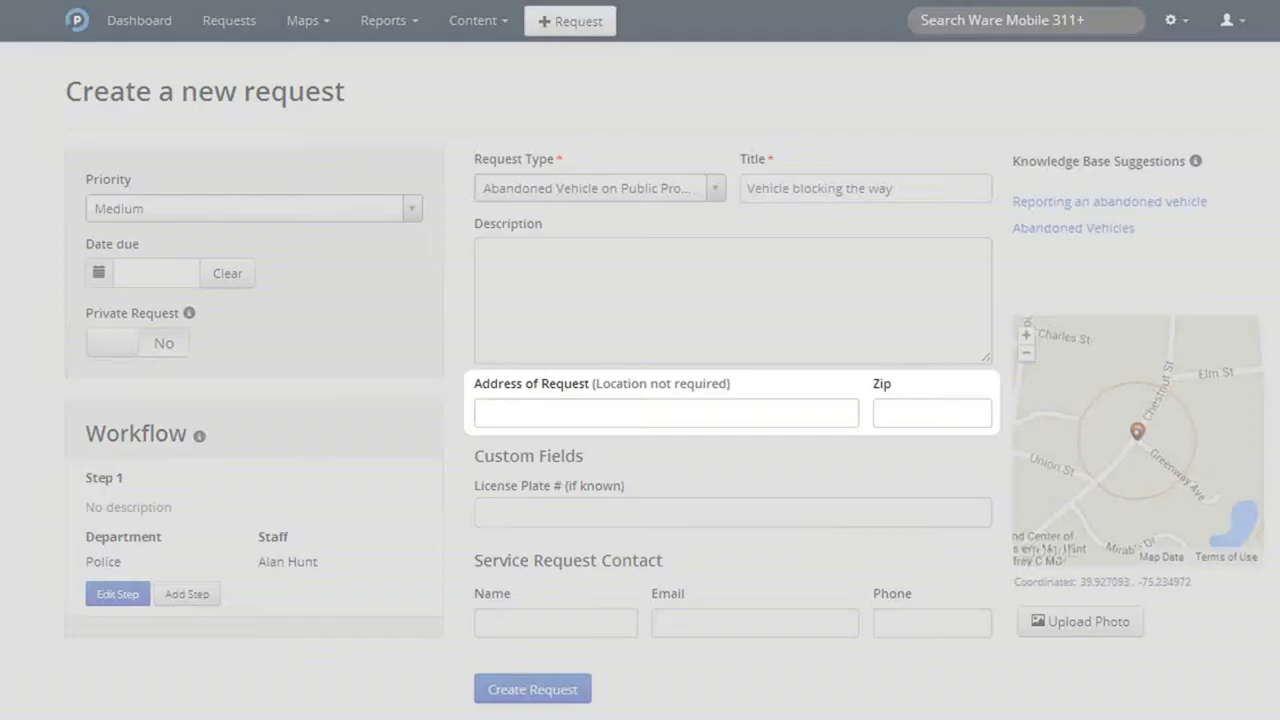 P Dashboard Requests Maps Reports Content + Request Search Ware Mobile 311+
Create a new request
Priority
Medium
Date due
Clear
Private Request
No
Workflow
Step 1
No description
Department Staff
Police Alan Hunt
Edit Step Add Step
Request Type * Title *
Abandoned Vehicle on Public Pro... Vehicle blocking the way
Description
Address of Request (Location not required) Zip
Custom Fields
License Plate # (if known)
Service Request Contact
Name Email Phone
Create Request
Knowledge Base Suggestions
Reporting an abandoned vehicle
Abandoned Vehicles
+
−
Charles St
Elm St
Chestnut St
Union St
Greenway Ave
nd Center of
Map Data Terms of Use
Coordinates: 39.927093 , -75.234972
Upload Photo